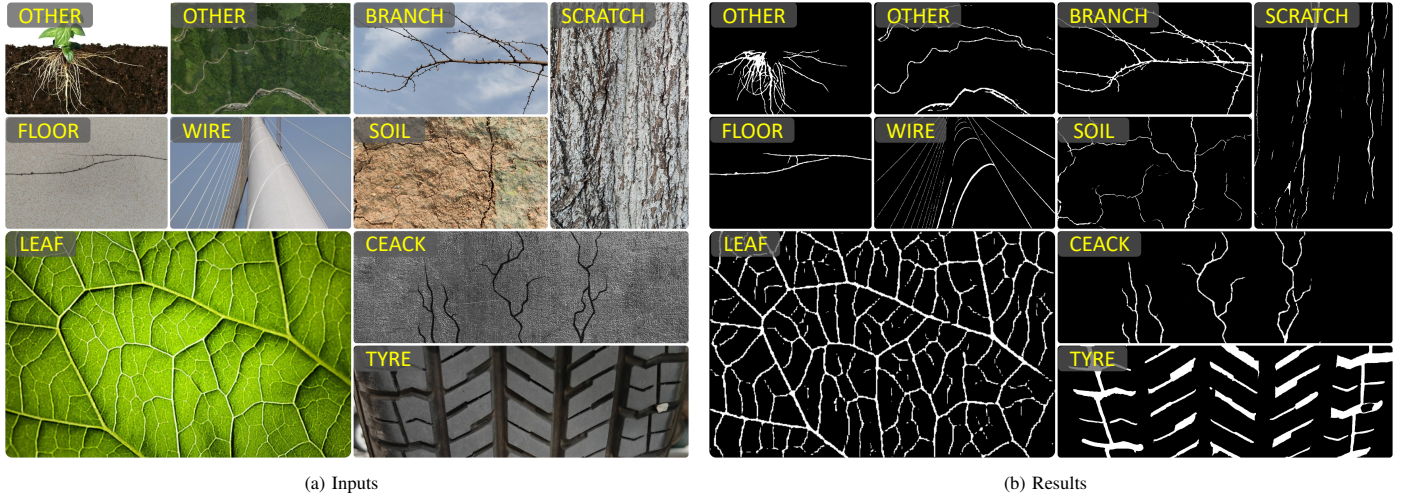 OTHER
OTHER
BRANCH
SCRATCH
FLOOR
WIRE
SOIL
LEAF
CEACK
TYRE
(a) Inputs
OTHER
OTHER
BRANCH
SCRATCH
FLOOR
WIRE
SOIL
LEAF
CEACK
TYRE
(b) Results